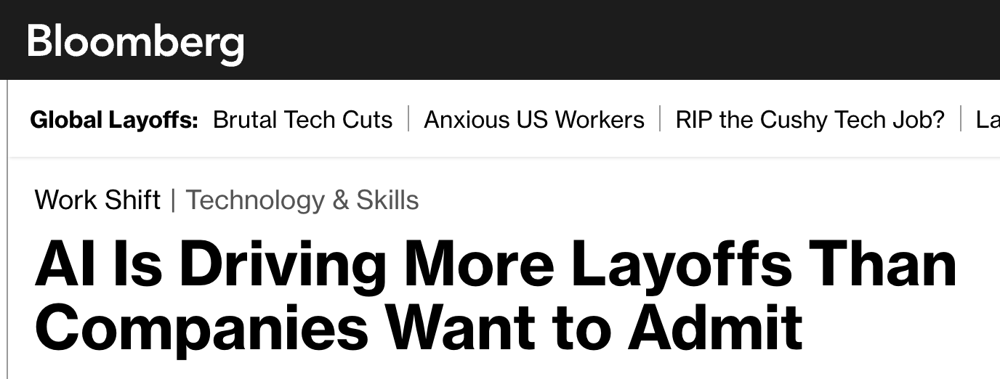 Bloomberg
Global Layoffs: Brutal Tech Cuts | Anxious US Workers | RIP the Cushy Tech Job? |
Work Shift | Technology & Skills
AI Is Driving More Layoffs Than
Companies Want to Admit